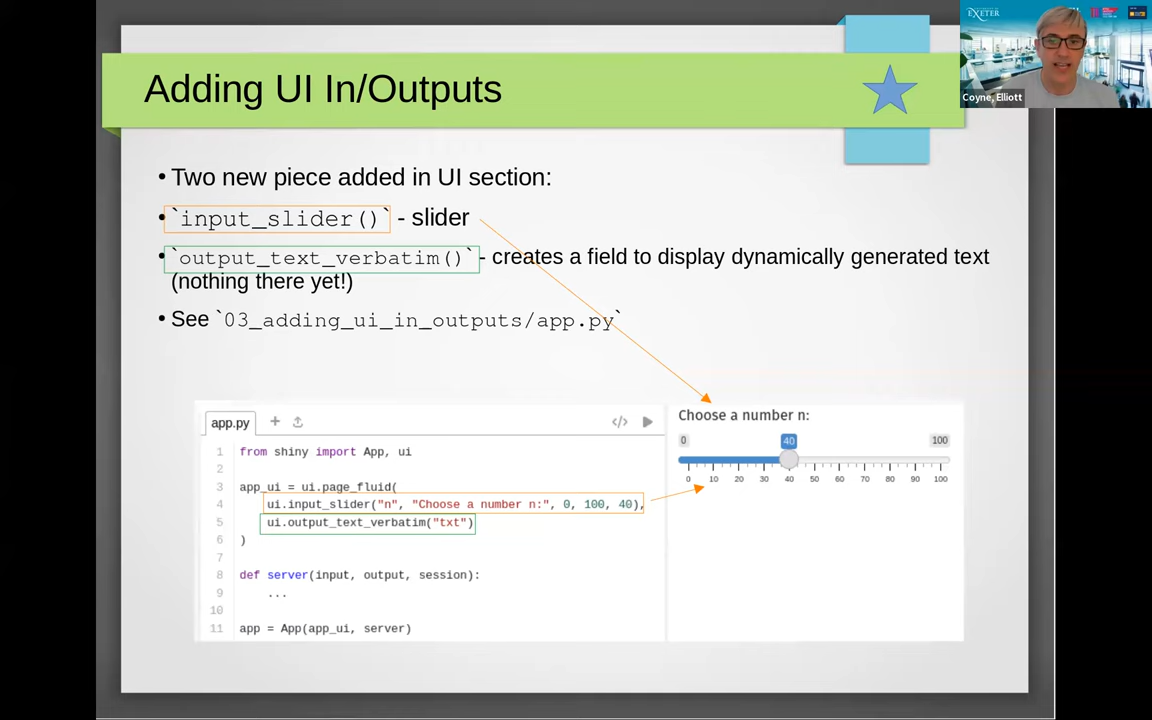 EXETER
Coyne, Elliott
Adding UI In/Outputs
• Two new piece added in UI section:
• `input_slider()` - slider
• `output_text_verbatim()` - creates a field to display dynamically generated text
(nothing there yet!)
• See `03_adding_ui_in_outputs/app.py`
app.py + </>
1 from shiny import App, ui
2
3 app_ui = ui.page_fluid(
4 ui.input_slider("n", "Choose a number n:", 0, 100, 40),
5 ui.output_text_verbatim("txt")
6 )
7
8 def server(input, output, session):
9 ...
10
11 app = App(app_ui, server)
Choose a number n:
0 40 100
0 10 20 30 40 50 60 70 80 90 100